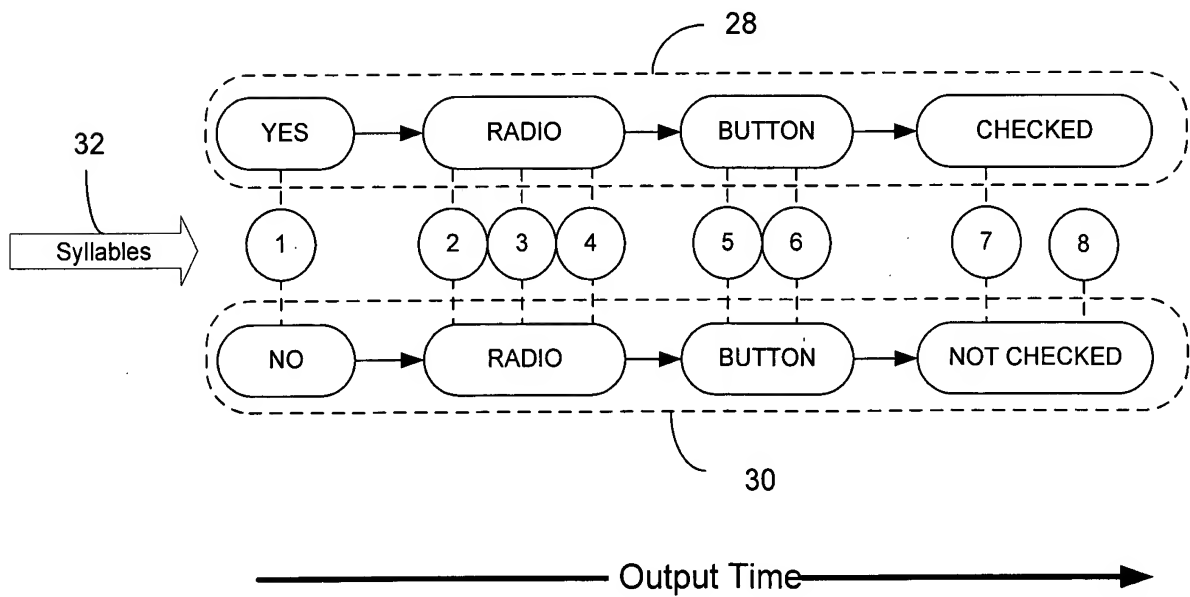 28
YES RADIO BUTTON CHECKED
32
Syllables 1 2 3 4 5 6 7 8
NO RADIO BUTTON NOT CHECKED
30
Output Time